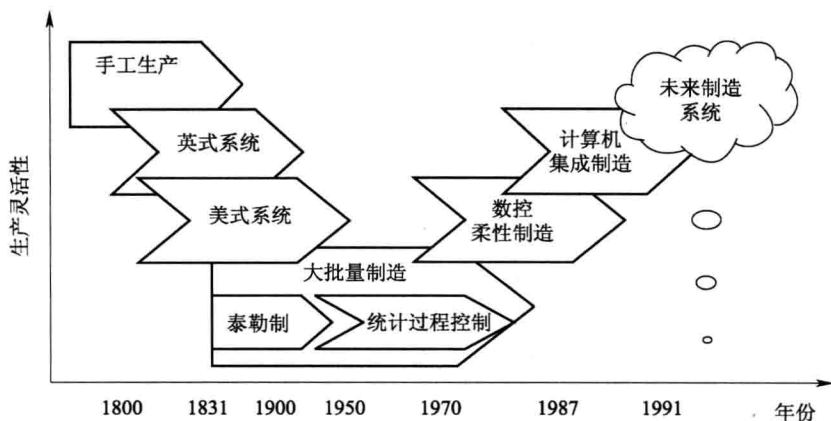 手工生产
英式系统
美式系统
大批量制造
泰勒制
统计过程控制
数控
柔性制造
计算机
集成制造
未来制造
系统
生产灵活性
1800
1831
1900
1950
1970
1987
1991
年份